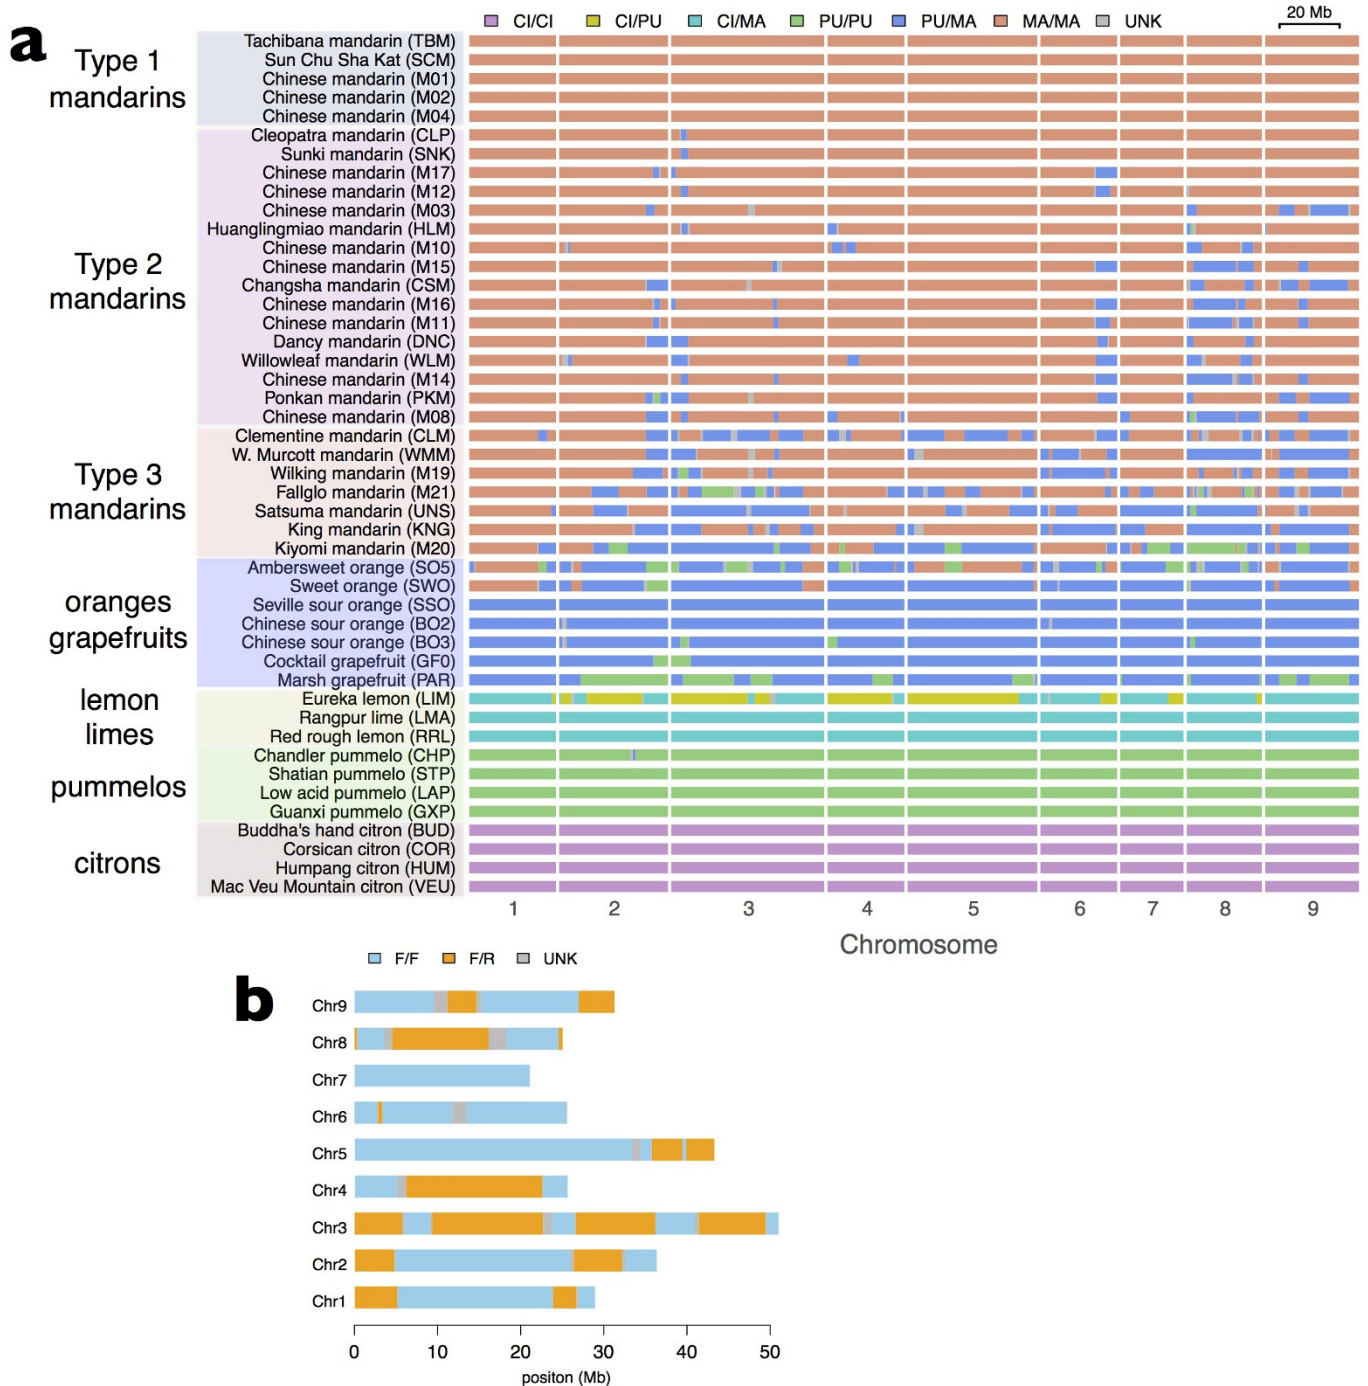 a
CI/CI CI/PU CI/MA PU/PU PU/MA MA/MA UNK
20 Mb
Type 1
mandarins
Tachibana mandarin (TBM)
Sun Chu Sha Kat (SCM)
Chinese mandarin (M01)
Chinese mandarin (M02)
Chinese mandarin (M04)
Type 2
mandarins
Cleopatra mandarin (CLP)
Sunki mandarin (SNK)
Chinese mandarin (M17)
Chinese mandarin (M12)
Chinese mandarin (M03)
Huanglingmiao mandarin (HLM)
Chinese mandarin (M10)
Chinese mandarin (M15)
Changsha mandarin (CSM)
Chinese mandarin (M16)
Chinese mandarin (M11)
Dancy mandarin (DNC)
Willowleaf mandarin (WLM)
Chinese mandarin (M14)
Ponkan mandarin (PKM)
Chinese mandarin (M08)
Type 3
mandarins
Clementine mandarin (CLM)
W. Murcott mandarin (WMM)
Wilking mandarin (M19)
Fallglo mandarin (M21)
Satsuma mandarin (UNS)
King mandarin (KNG)
Kiyomi mandarin (M20)
oranges
grapefruits
Ambersweet orange (SO5)
Sweet orange (SWO)
Seville sour orange (SSO)
Chinese sour orange (BO2)
Chinese sour orange (BO3)
Cocktail grapefruit (GF0)
Marsh grapefruit (PAR)
lemon
limes
Eureka lemon (LIM)
Rangpur lime (LMA)
Red rough lemon (RRL)
pummelos
Chandler pummelo (CHP)
Shatian pummelo (STP)
Low acid pummelo (LAP)
Guanxi pummelo (GXP)
citrons
Buddha's hand citron (BUD)
Corsican citron (COR)
Humpang citron (HUM)
Mac Veu Mountain citron (VEU)
1 2 3 4 5 6 7 8 9
Chromosome
b
F/F F/R UNK
Chr9
Chr8
Chr7
Chr6
Chr5
Chr4
Chr3
Chr2
Chr1
0 10 20 30 40 50
positon (Mb)